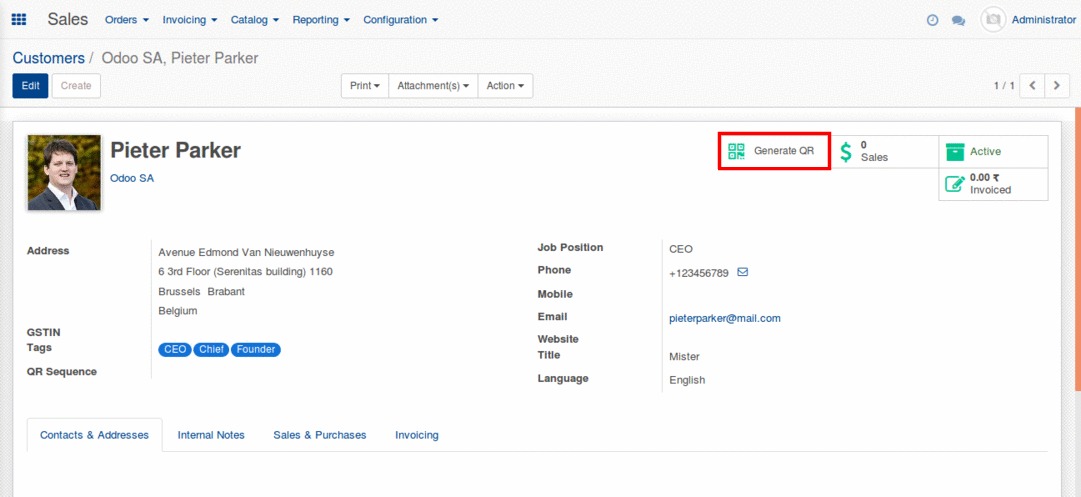 Sales Orders Invoicing Catalog Reporting Configuration Administrator
Customers / Odoo SA, Pieter Parker
Edit Create Print Attachment(s) Action 1 / 1
Pieter Parker
Odoo SA
Generate QR
0
Sales
Active
0.00 ₹
Invoiced
Address
Avenue Edmond Van Nieuwenhuyse
6 3rd Floor (Serenitas building) 1160
Brussels Brabant
Belgium
GSTIN
Tags CEO Chief Founder
QR Sequence
Job Position CEO
Phone +123456789
Mobile
Email pieterparker@mail.com
Website
Title Mister
Language English
Contacts & Addresses Internal Notes Sales & Purchases Invoicing